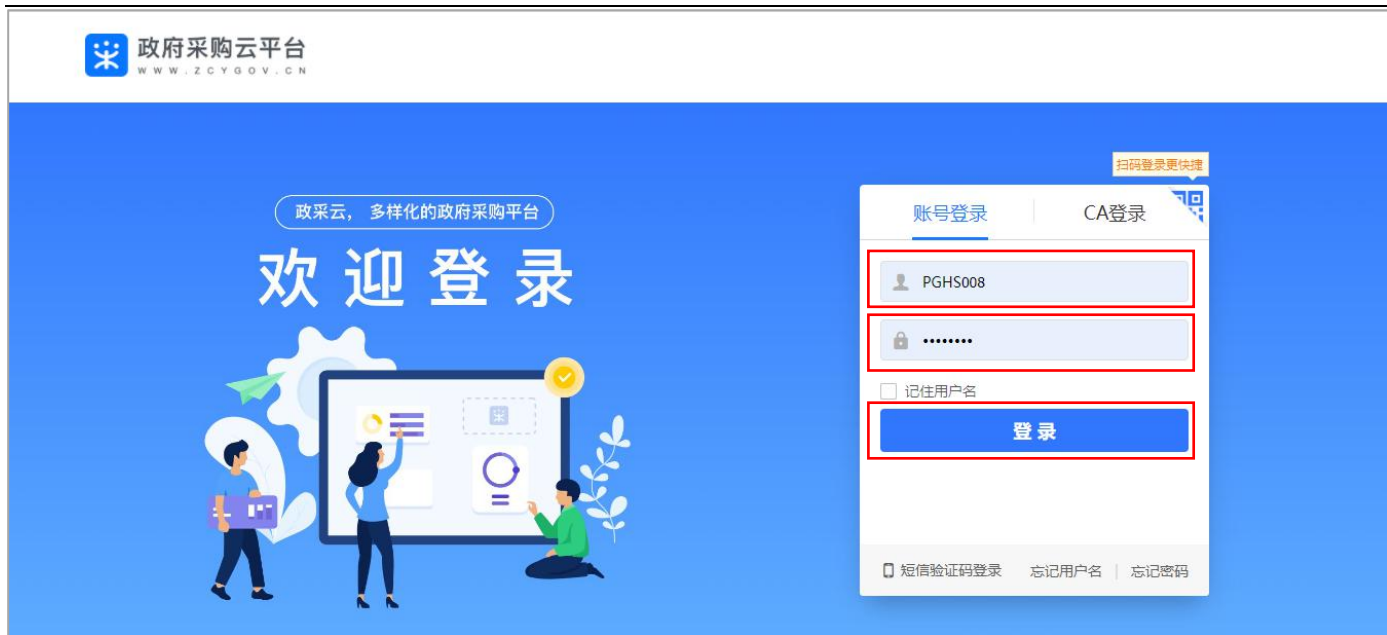 政府采购云平台
WWW.ZCYGOV.CN
扫码登录更快捷
政采云，多样化的政府采购平台
欢迎登录
账号登录
CA登录
PGHS008
••••••••
记住用户名
登录
短信验证码登录
忘记用户名
忘记密码